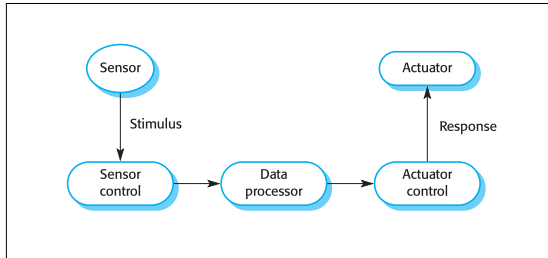 Sensor
Actuator
Stimulus
Response
Sensor
control
Data
processor
Actuator
control